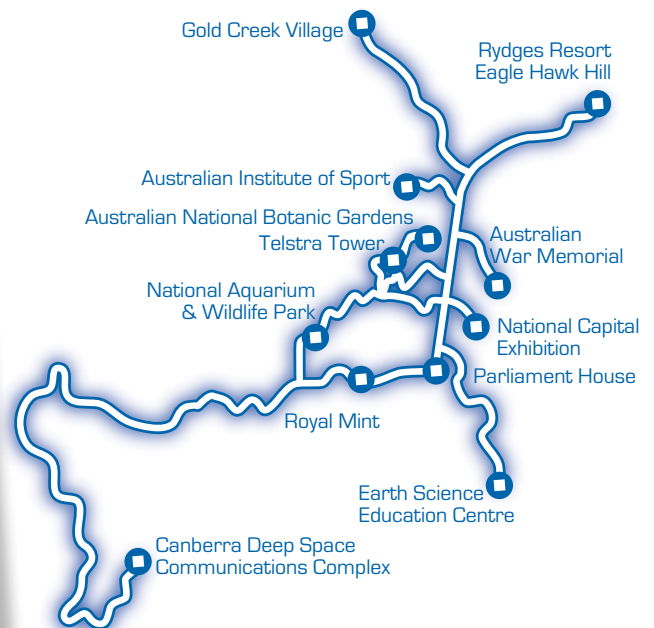 Gold Creek Village
Rydges Resort
Eagle Hawk Hill
Australian Institute of Sport
Australian National Botanic Gardens
Telstra Tower
Australian
War Memorial
National Aquarium
& Wildlife Park
National Capital
Exhibition
Parliament House
Royal Mint
Earth Science
Education Centre
Canberra Deep Space
Communications Complex